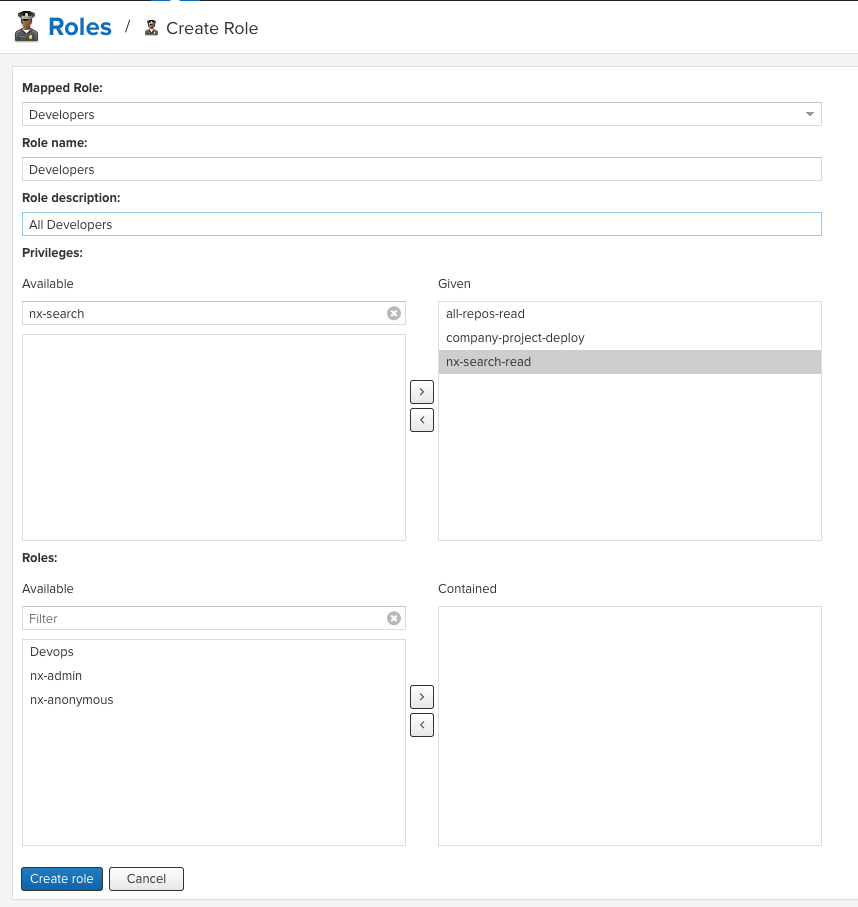 Roles / Create Role
Mapped Role:
Developers
Role name:
Developers
Role description:
All Developers
Privileges:
Available
Given
nx-search
all-repos-read
company-project-deploy
nx-search-read
>
<
Roles:
Available
Contained
Filter
Devops
nx-admin
nx-anonymous
>
<
Create role
Cancel